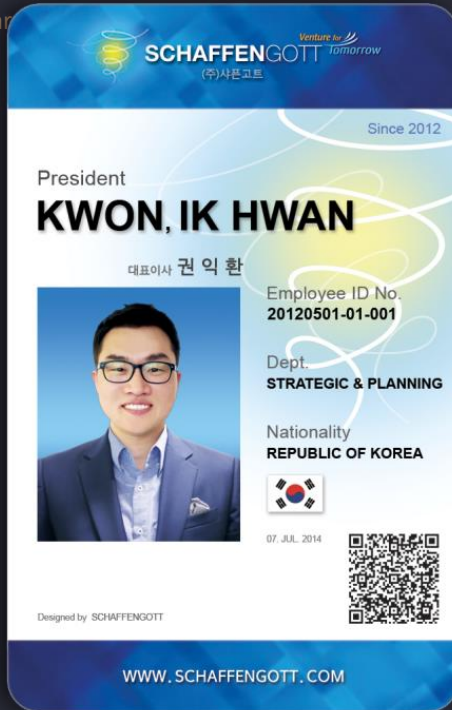 SCHAFFENGOTT
Venture for
Tomorrow
(주)샤픈고트
Since 2012
President
KWON, IK HWAN
대표이사 권 익 환
Employee ID No.
20120501-01-001
Dept.
STRATEGIC & PLANNING
Nationality
REPUBLIC OF KOREA
07. JUL. 2014
Designed by SCHAFFENGOTT
WWW.SCHAFFENGOTT.COM